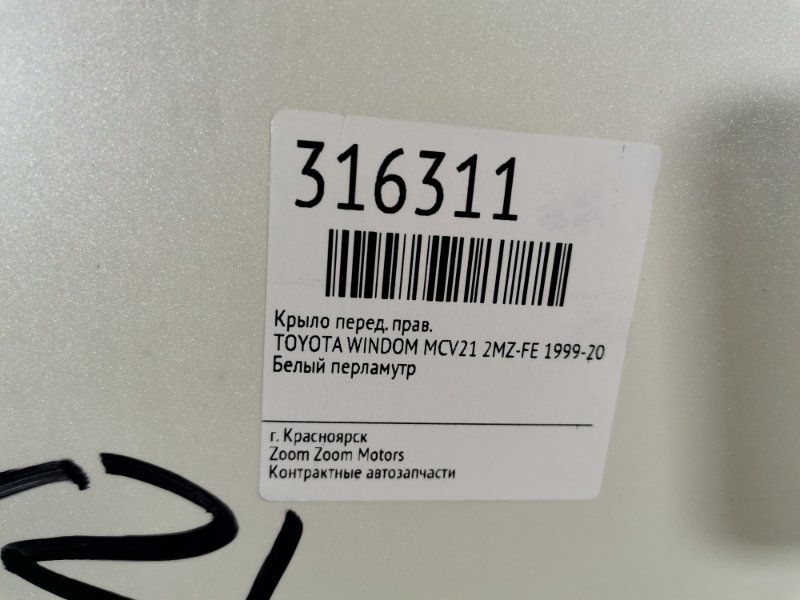 316311
Крыло перед. прав.
TOYOTA WINDOM MCV21 2MZ-FE 1999-20
Белый перламутр
г. Красноярск
Zoom Zoom Motors
Контрактные автозапчасти